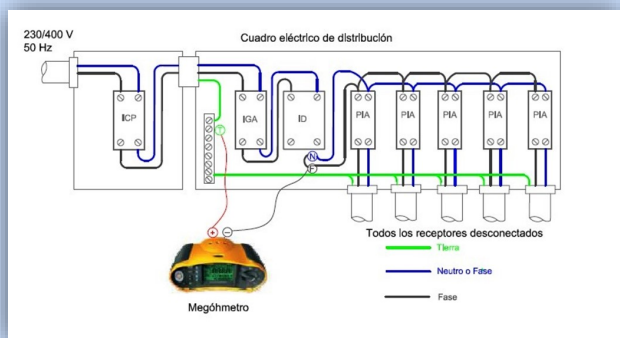 230/400 V
50 Hz
Cuadro eléctrico de distribución
ICP
IGA
ID
PIA
PIA
PIA
PIA
PIA
T
N
F
+
−
Todos los receptores desconectados
Tierra
Neutro o Fase
Fase
Megóhmetro